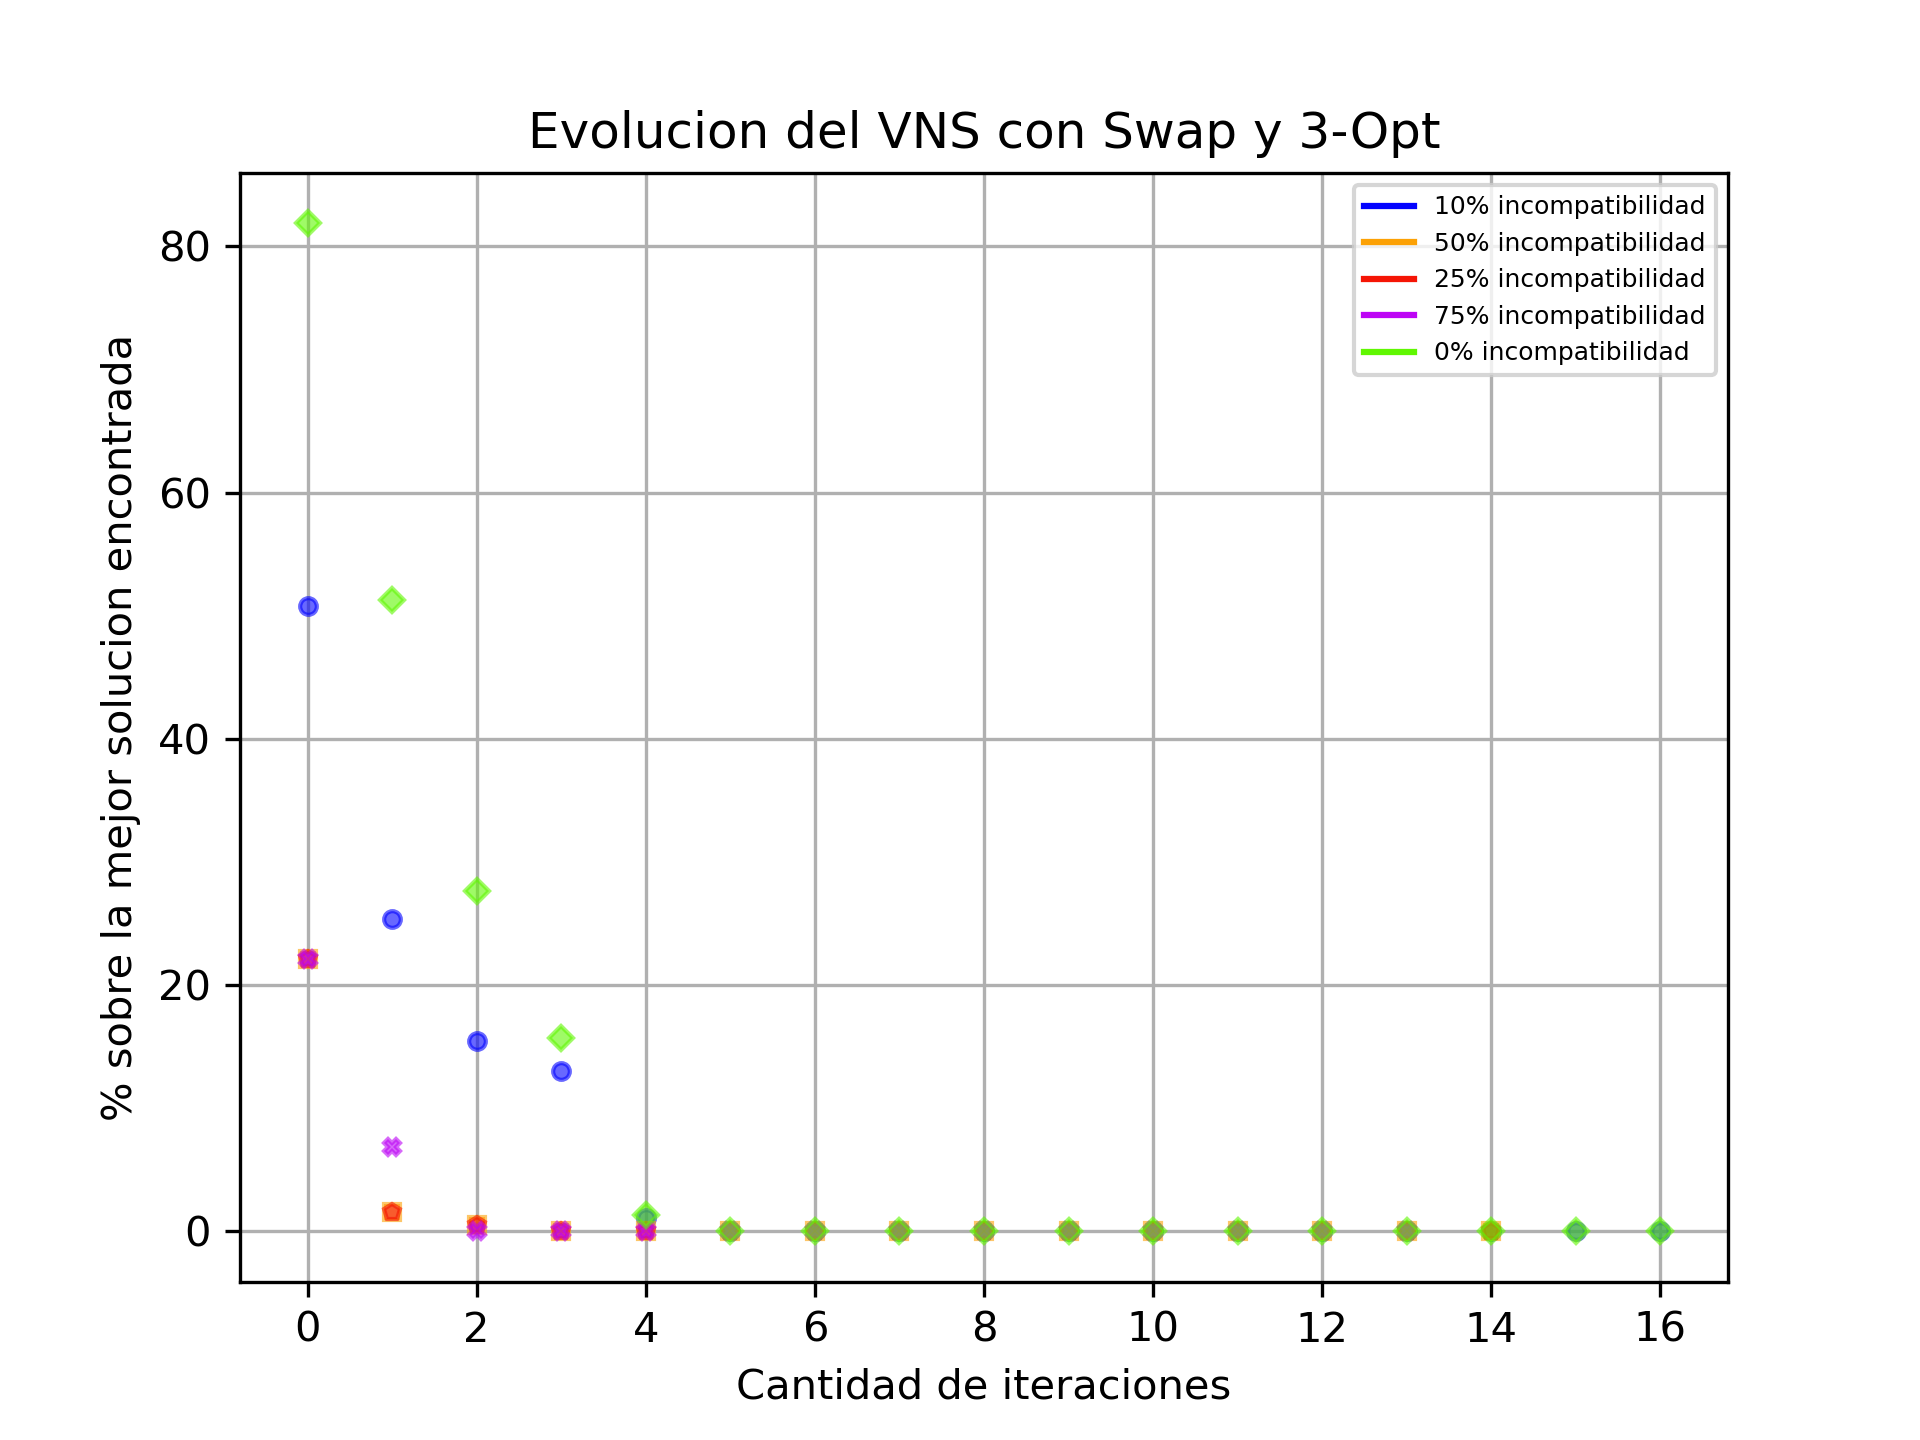 Evolucion del VNS con Swap y 3-Opt
10% incompatibilidad
50% incompatibilidad
25% incompatibilidad
75% incompatibilidad
0% incompatibilidad
% sobre la mejor solucion encontrada
80
60
40
20
0
0 2 4 6 8 10 12 14 16
Cantidad de iteraciones